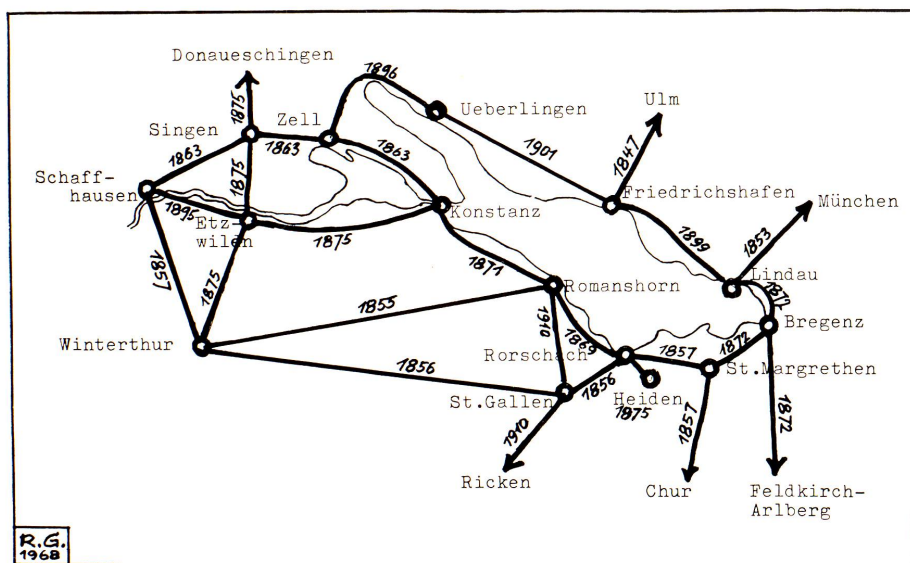 Donaueschingen
1896
Ulm
1875
Zell
Ueberlingen
Singen
1863
1863
1901
1847
1863
Schaff-
hausen
1875
Friedrichshafen
München
1895
Konstanz
Etz-
wilen
1875
1899
1853
1871
Lindau
1857
1875
1872
Romanshorn
1855
1910
Bregenz
Winterthur
1869
Rorschach
1857
1872
1856
St.Margrethen
1856
Heiden
1875
St.Gallen
1857
1872
1910
Ricken
Chur
Feldkirch-
Arlberg
R.G.
1968